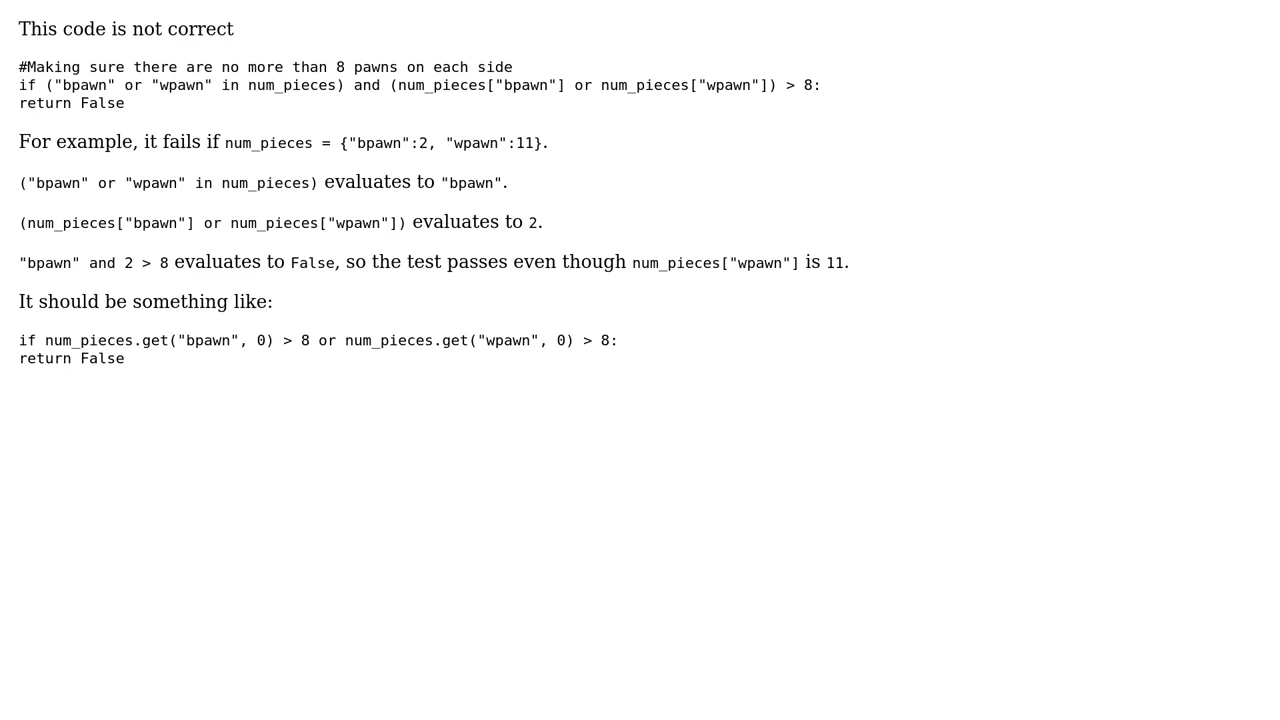 This code is not correct
#Making sure there are no more than 8 pawns on each side
if ("bpawn" or "wpawn" in num_pieces) and (num_pieces["bpawn"] or num_pieces["wpawn"]) > 8:
return False
For example, it fails if num_pieces = {"bpawn":2, "wpawn":11}.
("bpawn" or "wpawn" in num_pieces) evaluates to "bpawn".
(num_pieces["bpawn"] or num_pieces["wpawn"]) evaluates to 2.
"bpawn" and 2 > 8 evaluates to False, so the test passes even though num_pieces["wpawn"] is 11.
It should be something like:
if num_pieces.get("bpawn", 0) > 8 or num_pieces.get("wpawn", 0) > 8:
return False